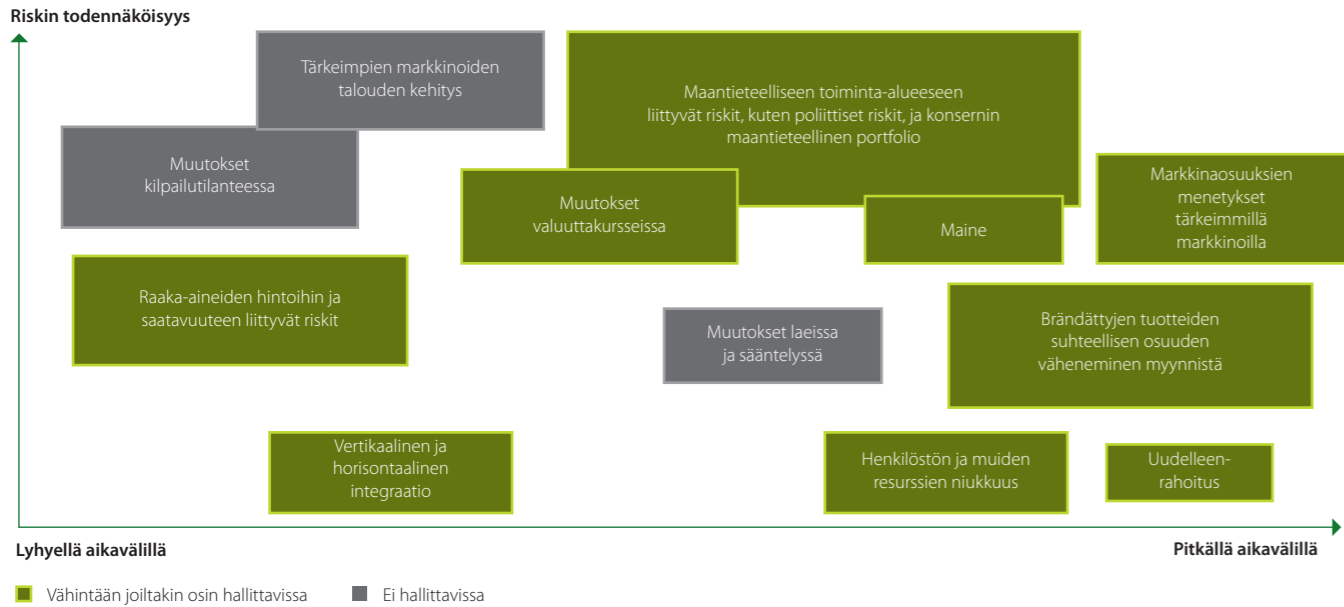 Riskin todennäköisyys
Tärkeimpien markkinoiden
talouden kehitys
Maantieteelliseen toiminta-alueeseen
liittyvät riskit, kuten poliittiset riskit, ja konsernin
maantieteellinen portfolio
Muutokset
kilpailutilanteessa
Markkinaosuuksien
menetykset
tärkeimmillä
markkinoilla
Muutokset
valuuttakursseissa
Maine
Raaka-aineiden hintoihin ja
saatavuuteen liittyvät riskit
Muutokset laeissa
ja sääntelyssä
Brändättyjen tuotteiden
suhteellisen osuuden
väheneminen myynnistä
Vertikaalinen ja
horisontaalinen
integraatio
Henkilöstön ja muiden
resurssien niukkuus
Uudelleen-
rahoitus
Lyhyellä aikavälillä
Pitkällä aikavälillä
Vähintään joiltakin osin hallittavissa
Ei hallittavissa